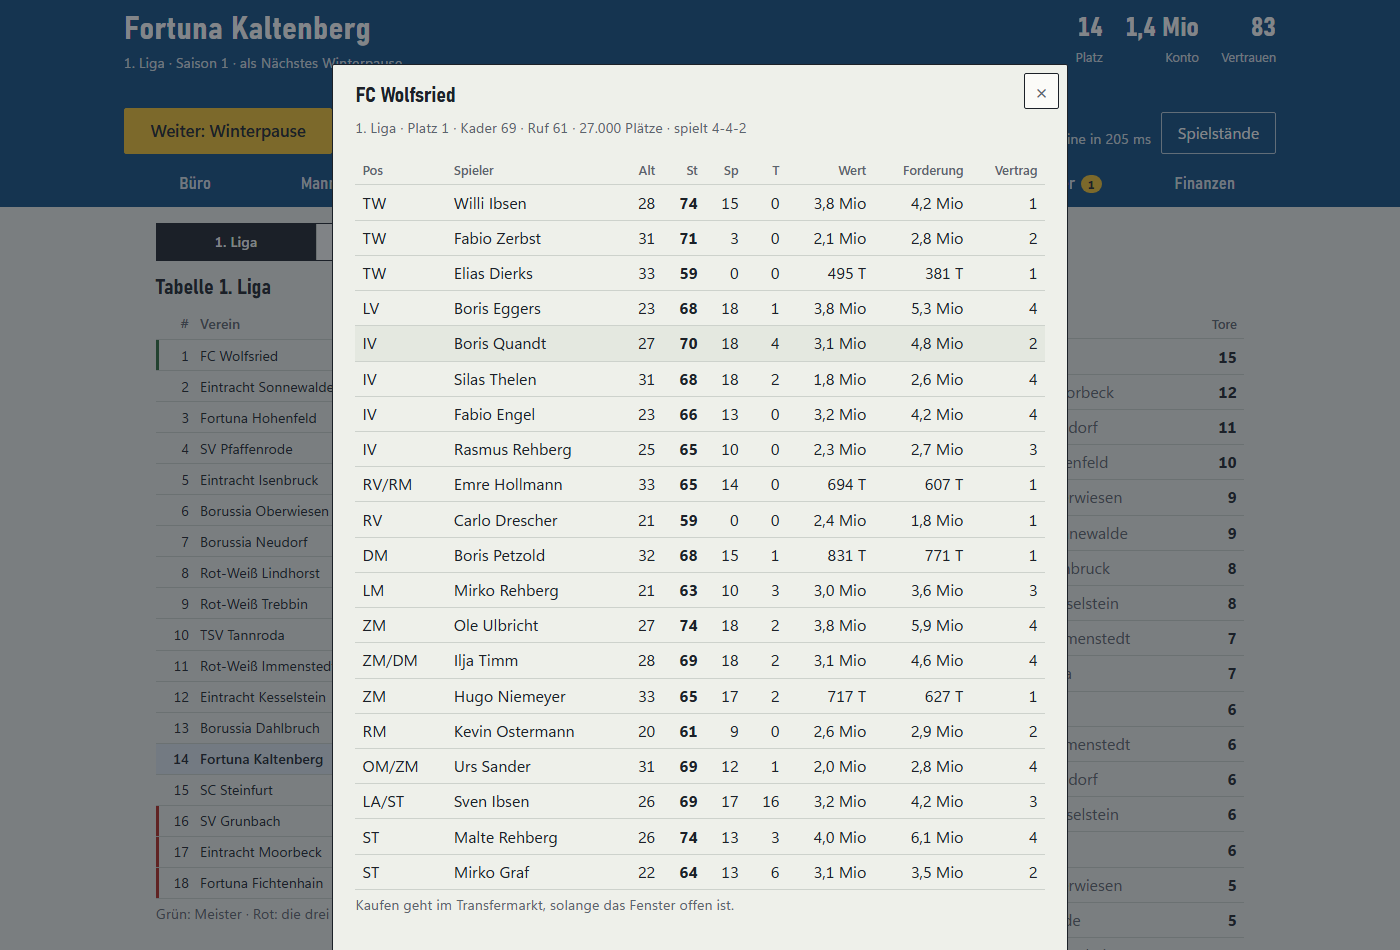 Fortuna Kaltenberg
14 1,4 Mio 83
Platz Konto Vertrauen
1. Liga · Saison 1 · als Nächstes Winterpause
Weiter: Winterpause
ine in 205 ms
Spielstände
Büro
Mann
r 1
Finanzen
FC Wolfsried
×
1. Liga · Platz 1 · Kader 69 · Ruf 61 · 27.000 Plätze · spielt 4-4-2
Pos Spieler Alt St Sp T Wert Forderung Vertrag
TW Willi Ibsen 28 74 15 0 3,8 Mio 4,2 Mio 1
TW Fabio Zerbst 31 71 3 0 2,1 Mio 2,8 Mio 2
TW Elias Dierks 33 59 0 0 495 T 381 T 1
LV Boris Eggers 23 68 18 1 3,8 Mio 5,3 Mio 4
IV Boris Quandt 27 70 18 4 3,1 Mio 4,8 Mio 2
IV Silas Thelen 31 68 18 2 1,8 Mio 2,6 Mio 4
IV Fabio Engel 23 66 13 0 3,2 Mio 4,2 Mio 4
IV Rasmus Rehberg 25 65 10 0 2,3 Mio 2,7 Mio 3
RV/RM Emre Hollmann 33 65 14 0 694 T 607 T 1
RV Carlo Drescher 21 59 0 0 2,4 Mio 1,8 Mio 1
DM Boris Petzold 32 68 15 1 831 T 771 T 1
LM Mirko Rehberg 21 63 10 3 3,0 Mio 3,6 Mio 3
ZM Ole Ulbricht 27 74 18 2 3,8 Mio 5,9 Mio 4
ZM/DM Ilja Timm 28 69 18 2 3,1 Mio 4,6 Mio 4
ZM Hugo Niemeyer 33 65 17 2 717 T 627 T 1
RM Kevin Ostermann 20 61 9 0 2,6 Mio 2,9 Mio 2
OM/ZM Urs Sander 31 69 12 1 2,0 Mio 2,8 Mio 4
LA/ST Sven Ibsen 26 69 17 16 3,2 Mio 4,2 Mio 3
ST Malte Rehberg 26 74 13 3 4,0 Mio 6,1 Mio 4
ST Mirko Graf 22 64 13 6 3,1 Mio 3,5 Mio 2
Kaufen geht im Transfermarkt, solange das Fenster offen ist.
1. Liga
Tabelle 1. Liga
# Verein
1 FC Wolfsried
2 Eintracht Sonnewalde
3 Fortuna Hohenfeld
4 SV Pfaffenrode
5 Eintracht Isenbruck
6 Borussia Oberwiesen
7 Borussia Neudorf
8 Rot-Weiß Lindhorst
9 Rot-Weiß Trebbin
10 TSV Tannroda
11 Rot-Weiß Immensted
12 Eintracht Kesselstein
13 Borussia Dahlbruch
14 Fortuna Kaltenberg
15 SC Steinfurt
16 SV Grunbach
17 Eintracht Moorbeck
18 Fortuna Fichtenhain
Grün: Meister · Rot: die drei
Tore
15
orbeck 12
dorf 11
enfeld 10
rwiesen 9
newalde 9
bruck 8
selstein 8
menstedt 7
a 7
6
menstedt 6
dorf 6
selstein 6
6
rwiesen 5
de 5